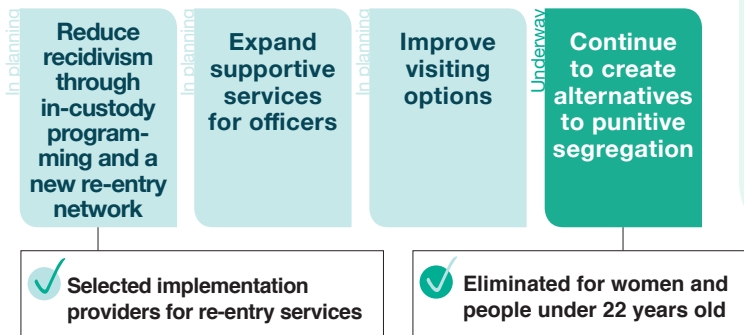 In planning
Reduce
recidivism
through
in-custody
program-
ming and a
new re-entry
network
In planning
Expand
supportive
services
for officers
In planning
Improve
visiting
options
Underway
Continue
to create
alternatives
to punitive
segregation
Selected implementation
providers for re-entry services
Eliminated for women and
people under 22 years old